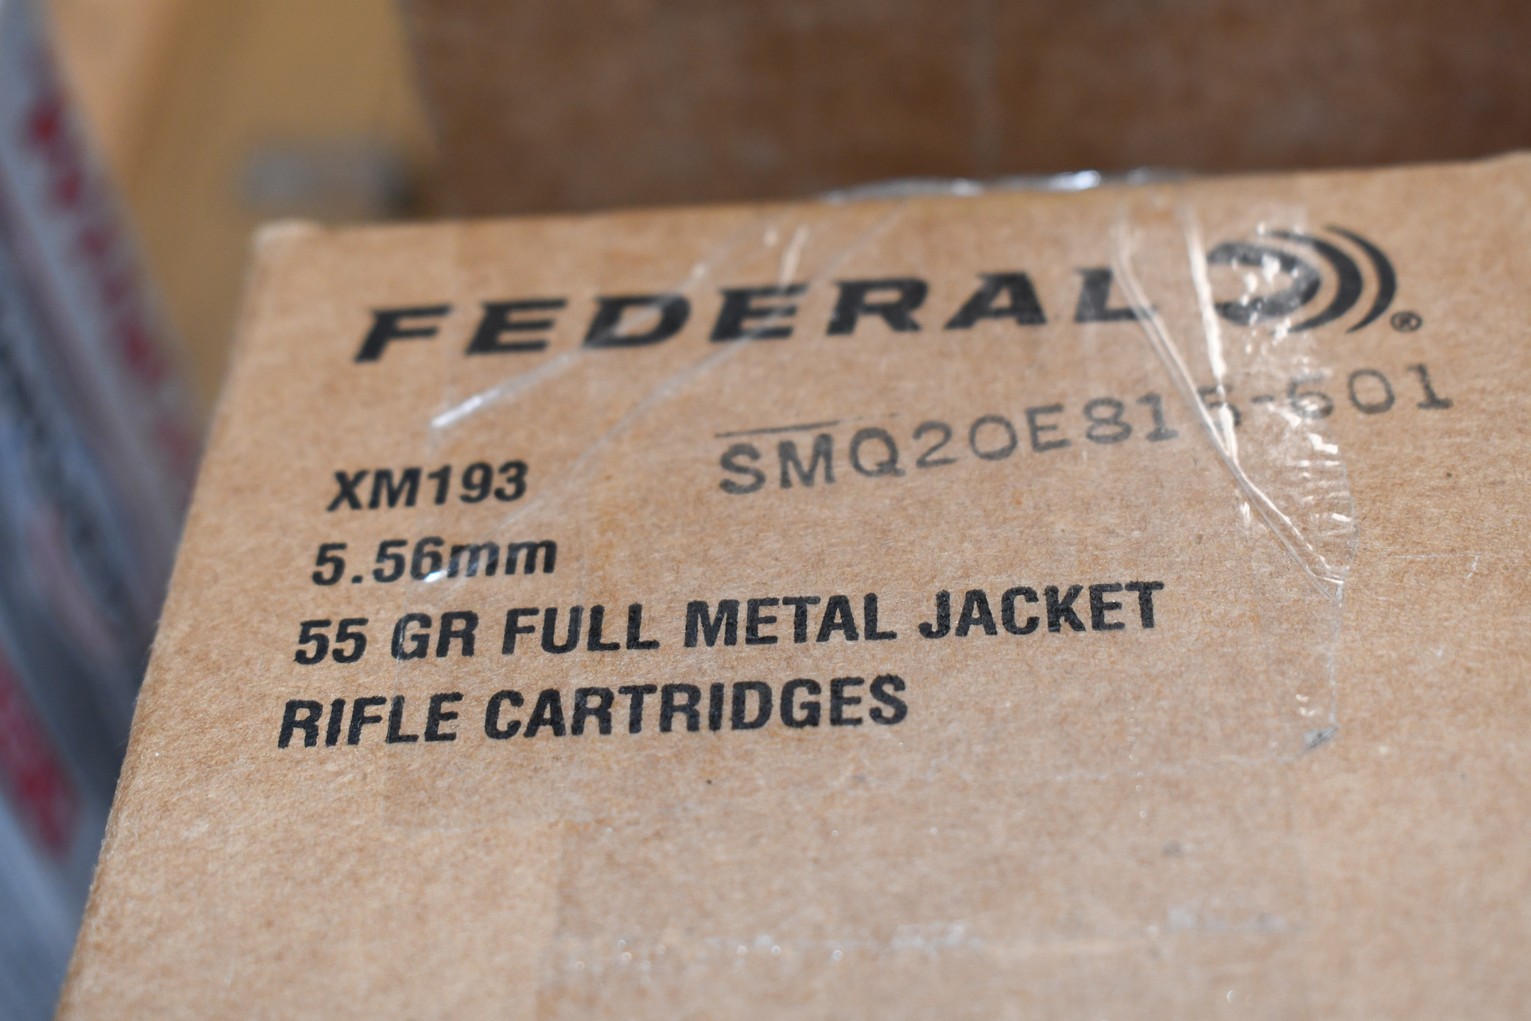 FEDERAL ®
SMQ20E815-601
XM193
5.56mm
55 GR FULL METAL JACKET
RIFLE CARTRIDGES